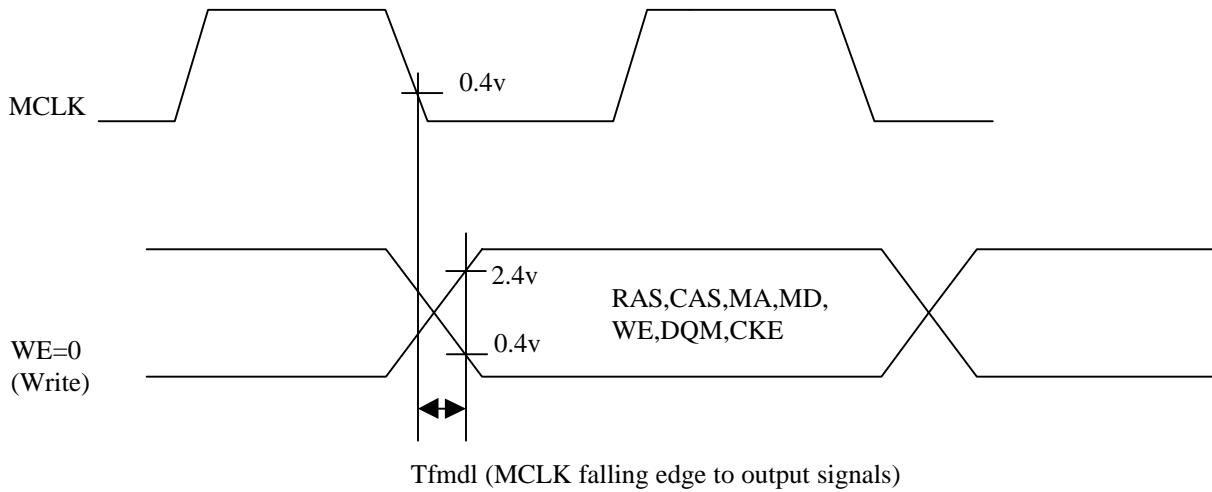 0.4v
MCLK
2.4v
RAS,CAS,MA,MD,
WE,DQM,CKE
0.4v
WE=0
(Write)
Tfmdl (MCLK falling edge to output signals)